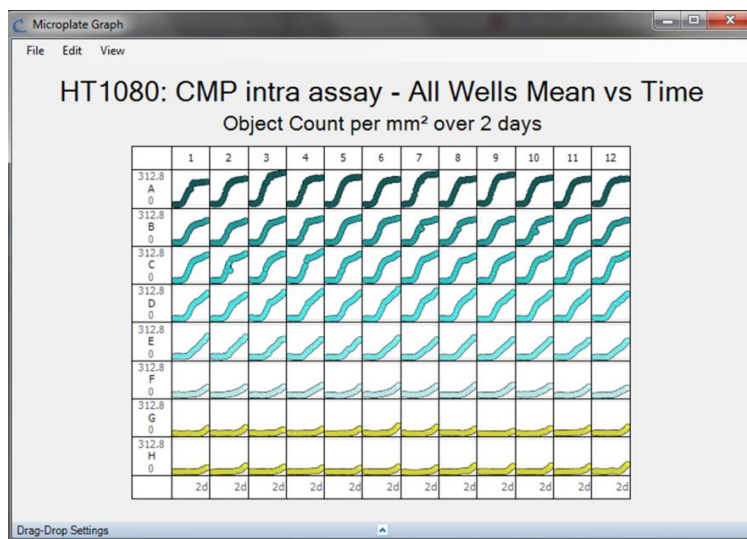 Microplate Graph
File Edit View
HT1080: CMP intra assay - All Wells Mean vs Time
Object Count per mm² over 2 days
1 2 3 4 5 6 7 8 9 10 11 12
312.8
A
0
312.8
B
0
312.8
C
0
312.8
D
0
312.8
E
0
312.8
F
0
312.8
G
0
312.8
H
0
2d 2d 2d 2d 2d 2d 2d 2d 2d 2d 2d 2d
Drag-Drop Settings